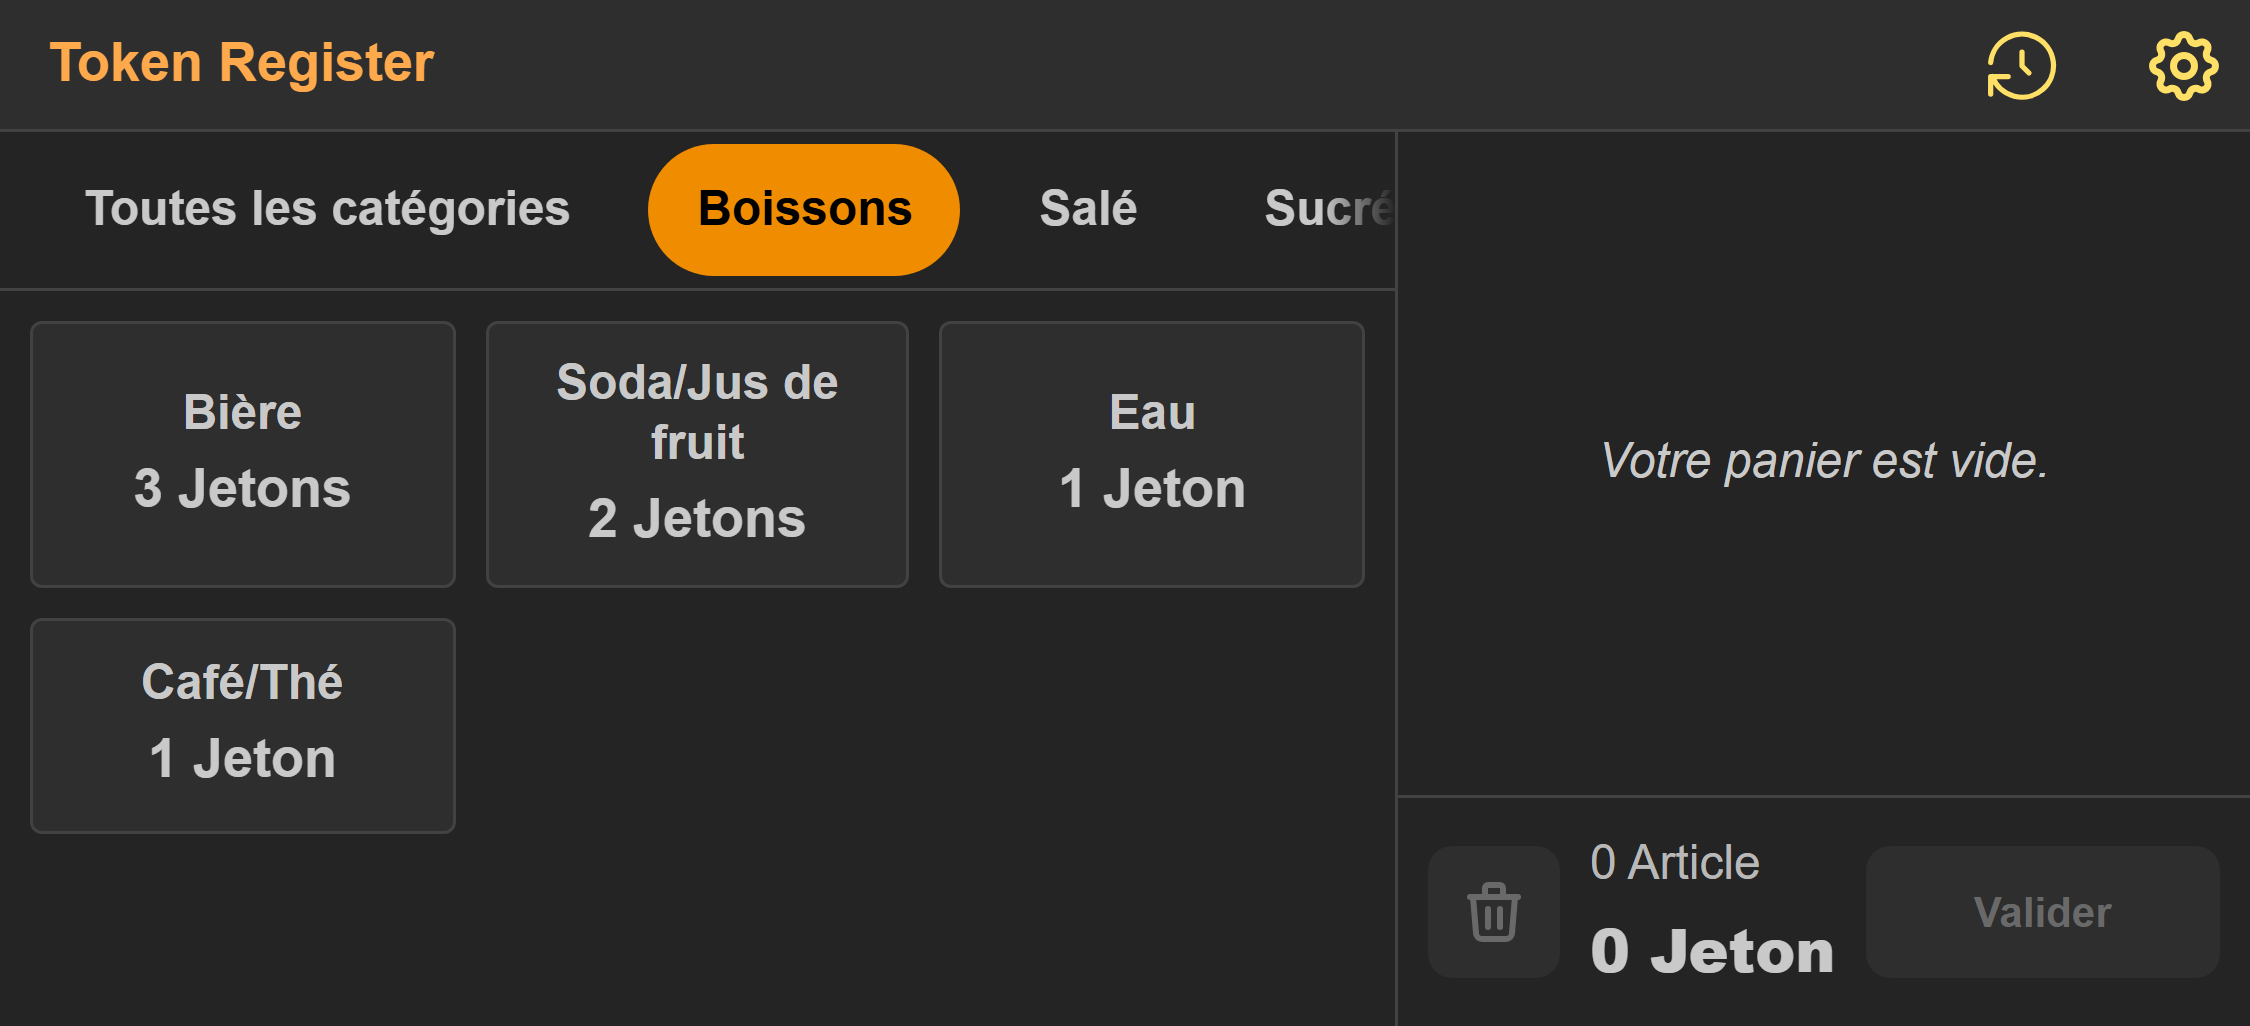 Token Register
Toutes les catégories
Boissons
Salé
Sucré
Bière
3 Jetons
Soda/Jus de
fruit
2 Jetons
Eau
1 Jeton
Café/Thé
1 Jeton
Votre panier est vide.
0 Article
0 Jeton
Valider